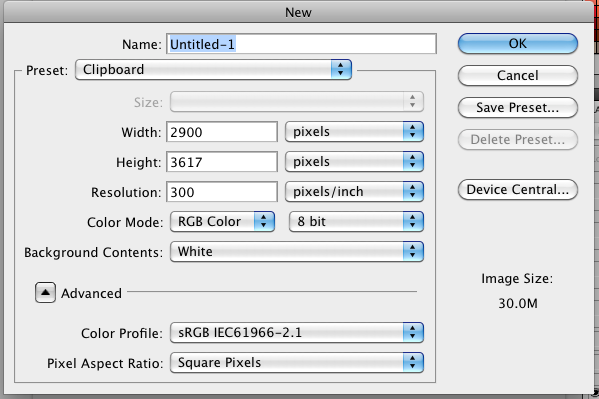 New
Name: Untitled-1
OK
Preset: Clipboard
Cancel
Size:
Save Preset...
Width: 2900 pixels
Delete Preset...
Height: 3617 pixels
Resolution: 300 pixels/inch
Device Central...
Color Mode: RGB Color 8 bit
Background Contents: White
Image Size:
30.0M
Advanced
Color Profile: sRGB IEC61966-2.1
Pixel Aspect Ratio: Square Pixels